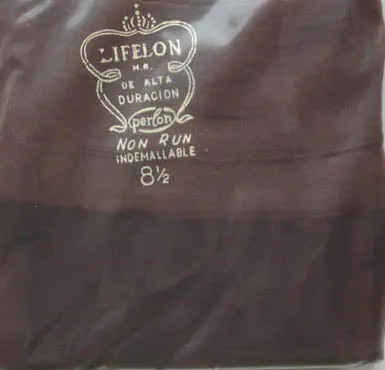 LIFELON
M.R.
DE ALTA
DURACION
perlon
NON RUN
INDEMALLABLE
8½